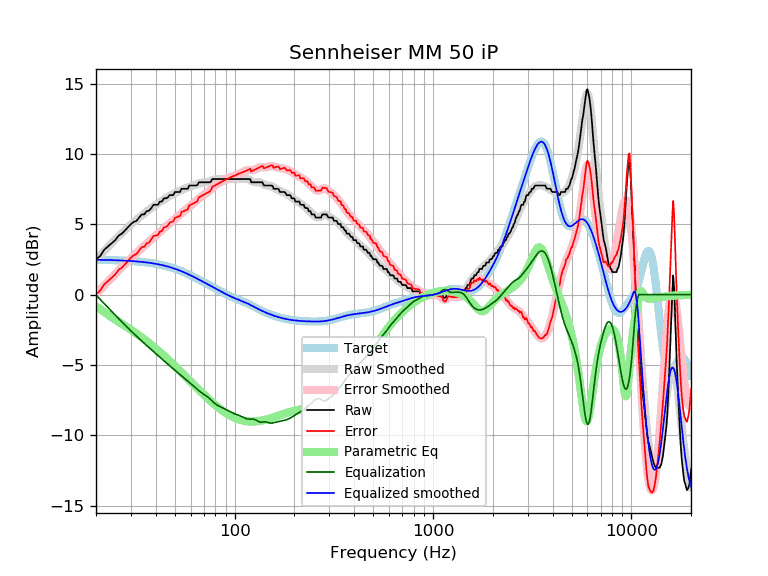 Sennheiser MM 50 iP
Amplitude (dBr)
15
10
5
0
−5
−10
−15
Target
Raw Smoothed
Error Smoothed
Raw
Error
Parametric Eq
Equalization
Equalized smoothed
100
1000
10000
Frequency (Hz)